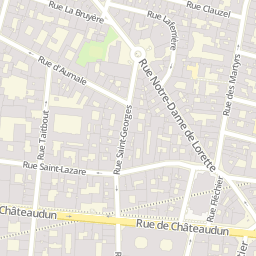 Rue La Bruyère
Rue Laferrière
Rue Clauzel
Rue d'Aumale
Rue Notre-Dame de Lorette
Rue des Martyrs
Rue Taitbout
Rue Saint-Georges
Rue Saint-Lazare
Rue Fléchier
Châteaudun
Rue de Châteaudun